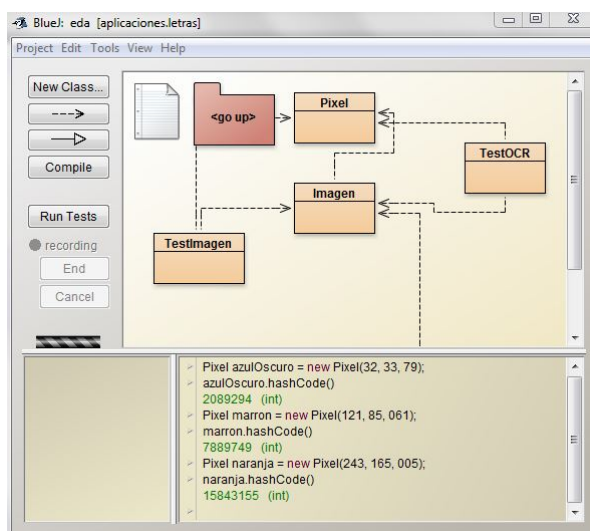 BlueJ: eda [aplicaciones.letras]
Project Edit Tools View Help
New Class...
--->
Compile
Run Tests
recording
End
Cancel
<go up>
Pixel
TestOCR
Imagen
TestImagen
Pixel azulOscuro = new Pixel(32, 33, 79);
azulOscuro.hashCode()
2089294 (int)
Pixel marron = new Pixel(121, 85, 061);
marron.hashCode()
7889749 (int)
Pixel naranja = new Pixel(243, 165, 005);
naranja.hashCode()
15843155 (int)